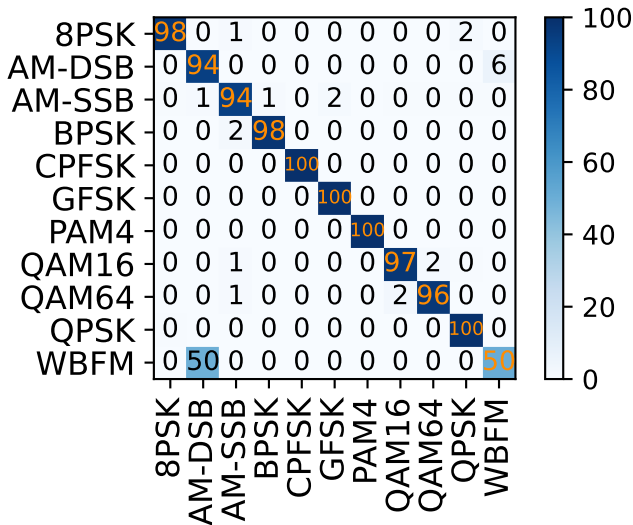 8PSK 98 0 1 0 0 0 0 0 0 2 0
AM-DSB 0 94 0 0 0 0 0 0 0 0 6
AM-SSB 0 1 94 1 0 2 0 0 0 0 0
BPSK 0 0 2 98 0 0 0 0 0 0 0
CPFSK 0 0 0 0 100 0 0 0 0 0 0
GFSK 0 0 0 0 0 100 0 0 0 0 0
PAM4 0 0 0 0 0 0 100 0 0 0 0
QAM16 0 0 1 0 0 0 0 97 2 0 0
QAM64 0 0 1 0 0 0 0 2 96 0 0
QPSK 0 0 0 0 0 0 0 0 0 100 0
WBFM 0 50 0 0 0 0 0 0 0 0 50
8PSK AM-DSB AM-SSB BPSK CPFSK GFSK PAM4 QAM16 QAM64 QPSK WBFM
100
80
60
40
20
0